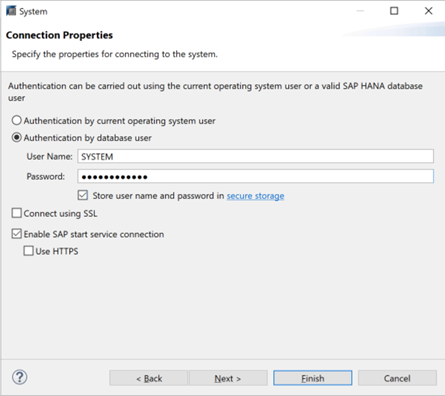 System
Connection Properties
Specify the properties for connecting to the system.
Authentication can be carried out using the current operating system user or a valid SAP HANA database
user
Authentication by current operating system user
Authentication by database user
User Name: SYSTEM
Password: ●●●●●●●●●●●●
Store user name and password in secure storage
Connect using SSL
Enable SAP start service connection
Use HTTPS
? < Back Next > Finish Cancel